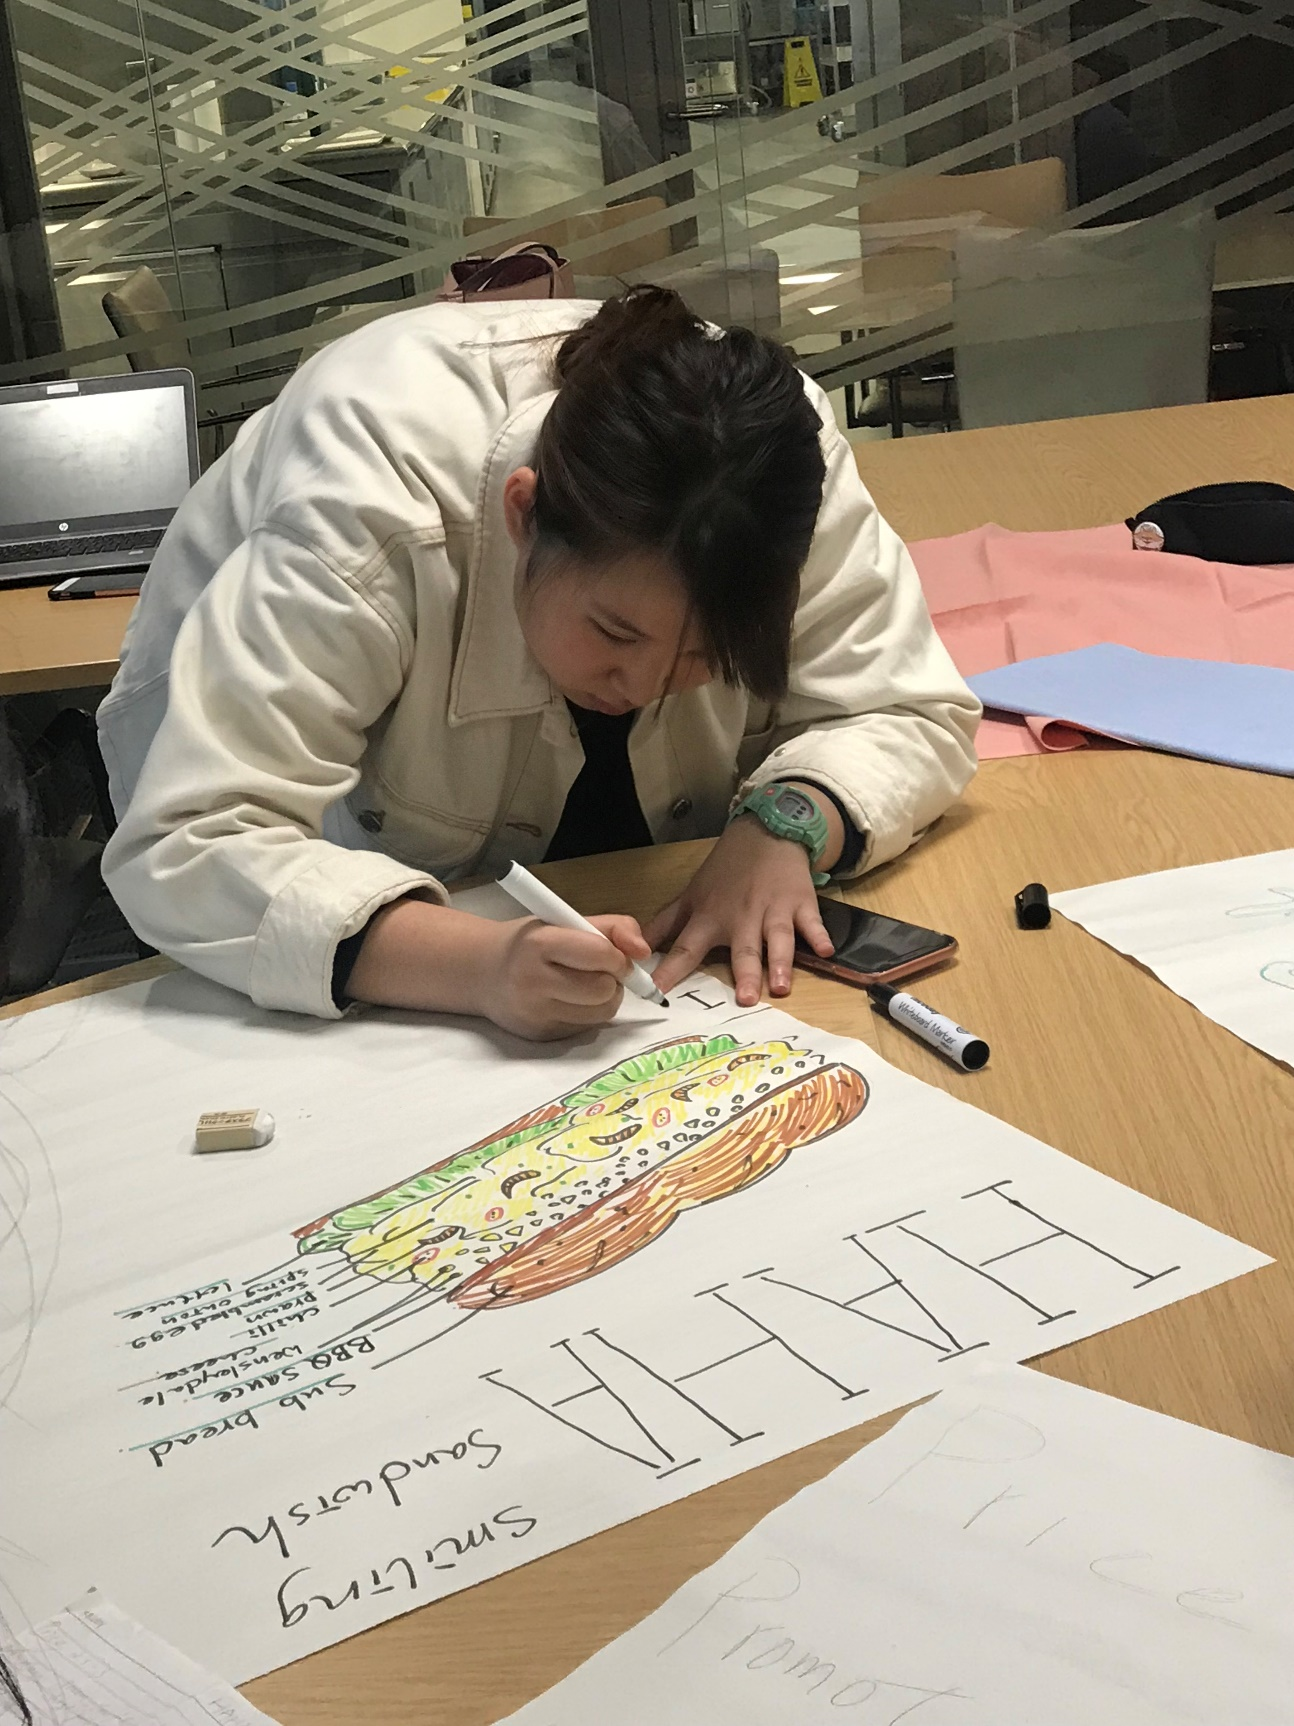 Smiling
Sandwish
HAHA
Sub bread
BBQ sauce
Wensleydale
cheese
chilli
prawn
scrambled egg
spring onion
lettuce
I
Price
Promot
Whiteboard Marker
hp